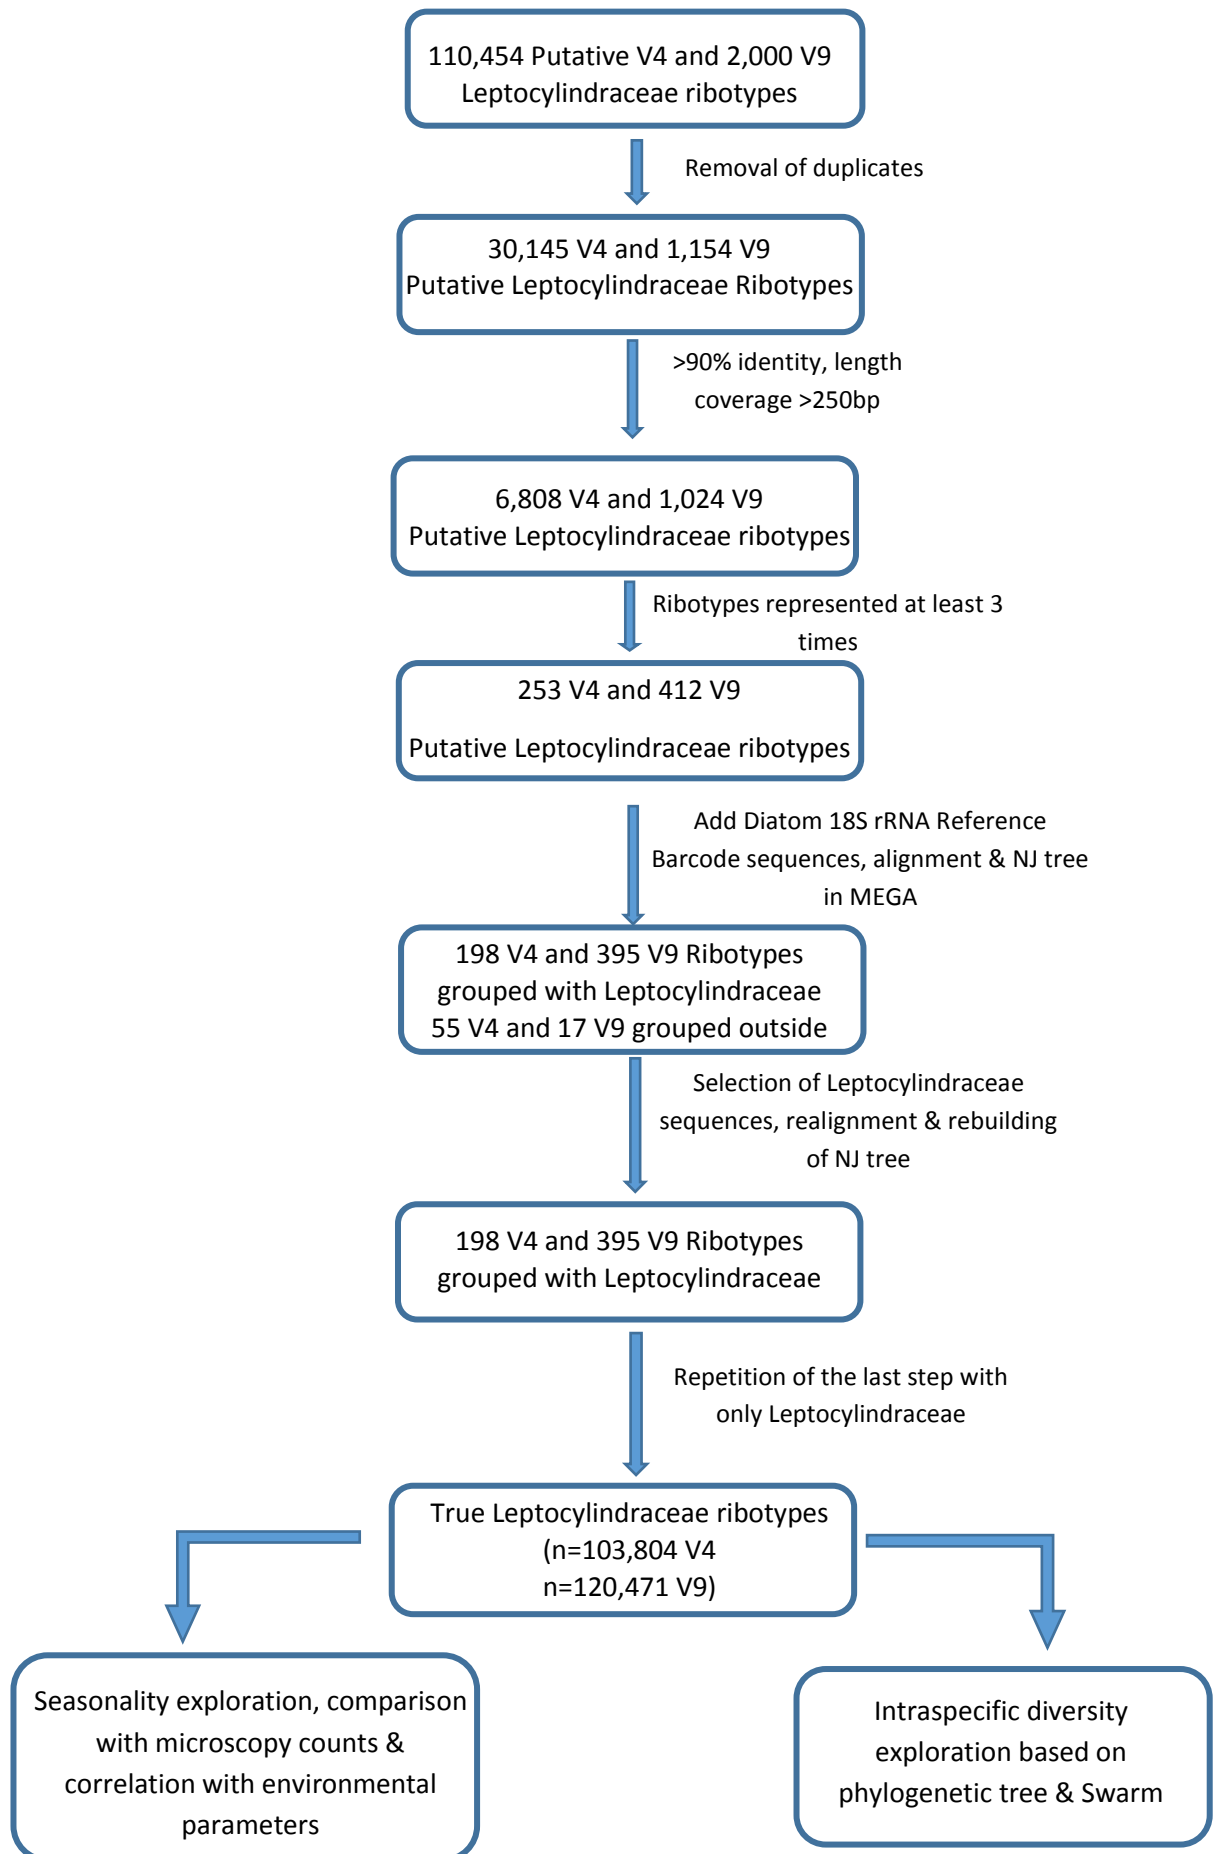 110,454 Putative V4 and 2,000 V9
Leptocylindraceae ribotypes
Removal of duplicates
30,145 V4 and 1,154 V9
Putative Leptocylindraceae Ribotypes
>90% identity, length
coverage >250bp
6,808 V4 and 1,024 V9
Putative Leptocylindraceae ribotypes
Ribotypes represented at least 3
times
253 V4 and 412 V9
Putative Leptocylindraceae ribotypes
Add Diatom 18S rRNA Reference
Barcode sequences, alignment & NJ tree
in MEGA
198 V4 and 395 V9 Ribotypes
grouped with Leptocylindraceae
55 V4 and 17 V9 grouped outside
Selection of Leptocylindraceae
sequences, realignment & rebuilding
of NJ tree
198 V4 and 395 V9 Ribotypes
grouped with Leptocylindraceae
Repetition of the last step with
only Leptocylindraceae
True Leptocylindraceae ribotypes
(n=103,804 V4
n=120,471 V9)
Seasonality exploration, comparison
with microscopy counts &
correlation with environmental
parameters
Intraspecific diversity
exploration based on
phylogenetic tree & Swarm